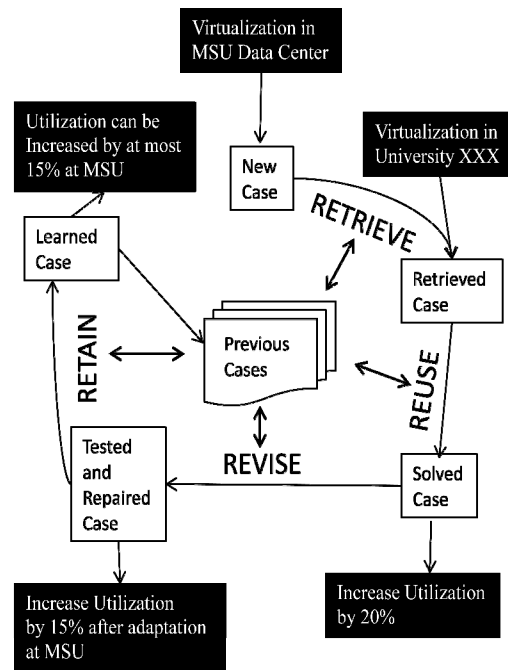 Virtualization in
MSU Data Center
Utilization can be
Increased by at most
15% at MSU
Virtualization in
University XXX
New
Case
RETRIEVE
Learned
Case
Retrieved
Case
Previous
Cases
RETAIN
REUSE
REVISE
Tested
and
Repaired
Case
Solved
Case
Increase Utilization
by 15% after adaptation
at MSU
Increase Utilization
by 20%